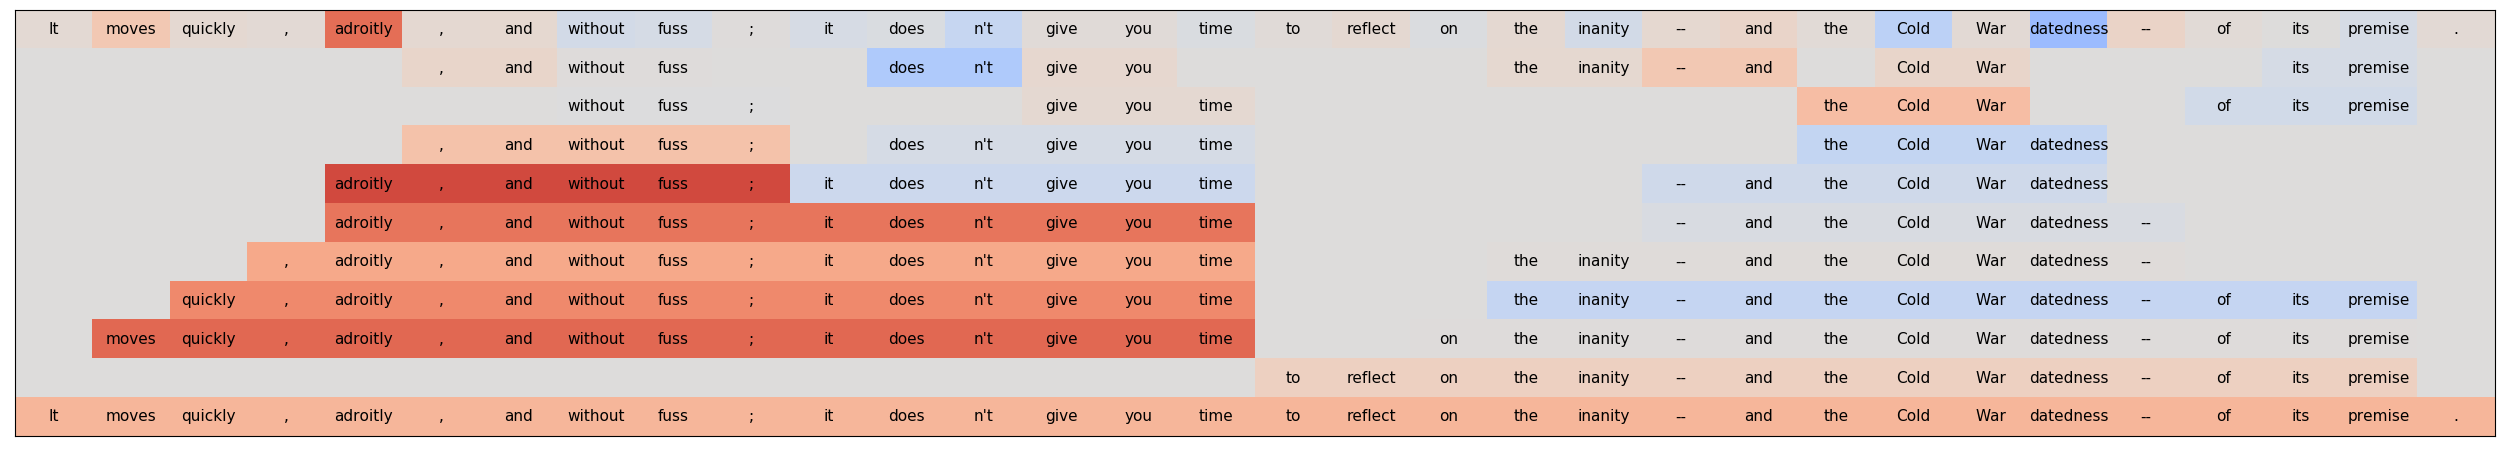 It moves quickly , adroitly , and without fuss ; it does n't give you time to reflect on the inanity -- and the Cold War datedness -- of its premise .
, and without fuss does n't give you the inanity -- and Cold War its premise
without fuss ; give you time the Cold War of its premise
, and without fuss ; does n't give you time the Cold War datedness
adroitly , and without fuss ; it does n't give you time -- and the Cold War datedness
adroitly , and without fuss ; it does n't give you time -- and the Cold War datedness --
, adroitly , and without fuss ; it does n't give you time the inanity -- and the Cold War datedness --
quickly , adroitly , and without fuss ; it does n't give you time the inanity -- and the Cold War datedness -- of its premise
moves quickly , adroitly , and without fuss ; it does n't give you time on the inanity -- and the Cold War datedness -- of its premise
to reflect on the inanity -- and the Cold War datedness -- of its premise
It moves quickly , adroitly , and without fuss ; it does n't give you time to reflect on the inanity -- and the Cold War datedness -- of its premise .